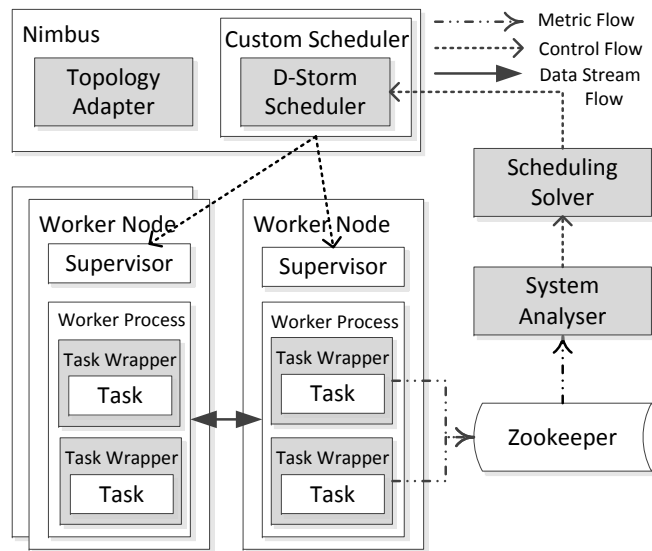 Nimbus
Topology
Adapter
Custom Scheduler
D-Storm
Scheduler
Metric Flow
Control Flow
Data Stream
Flow
Scheduling
Solver
System
Analyser
Zookeeper
Worker Node
Supervisor
Worker Process
Task Wrapper
Task
Task Wrapper
Task
Worker Node
Supervisor
Worker Process
Task Wrapper
Task
Task Wrapper
Task